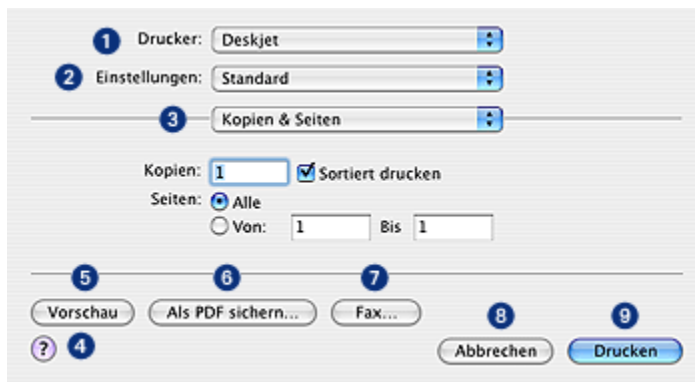 1 Drucker: Deskjet
2 Einstellungen: Standard
3 Kopien & Seiten
Kopien: 1 Sortiert drucken
Seiten: Alle
Von: 1 Bis 1
5 6 7
Vorschau Als PDF sichern... Fax...
8 9
? 4 Abbrechen Drucken